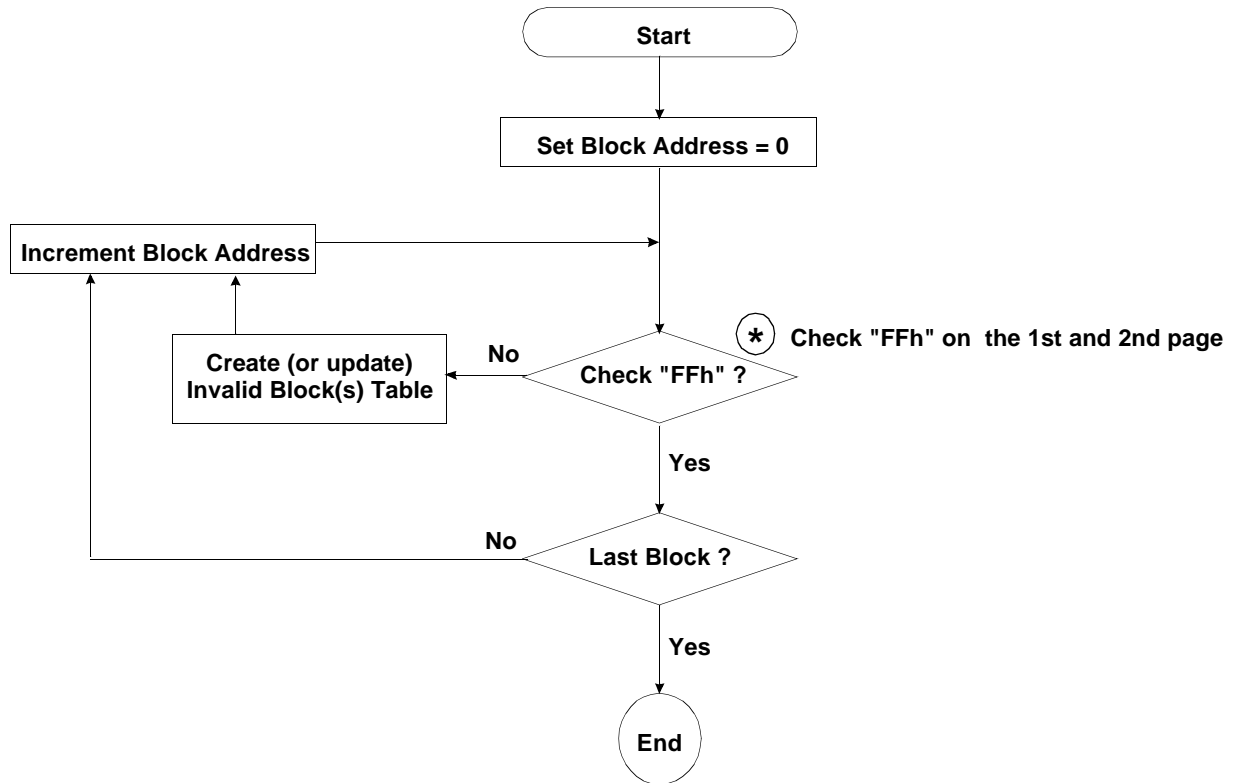 Start
Set Block Address = 0
Increment Block Address
* Check "FFh" on the 1st and 2nd page
No
Create (or update)
Invalid Block(s) Table
Check "FFh" ?
Yes
No
Last Block ?
Yes
End